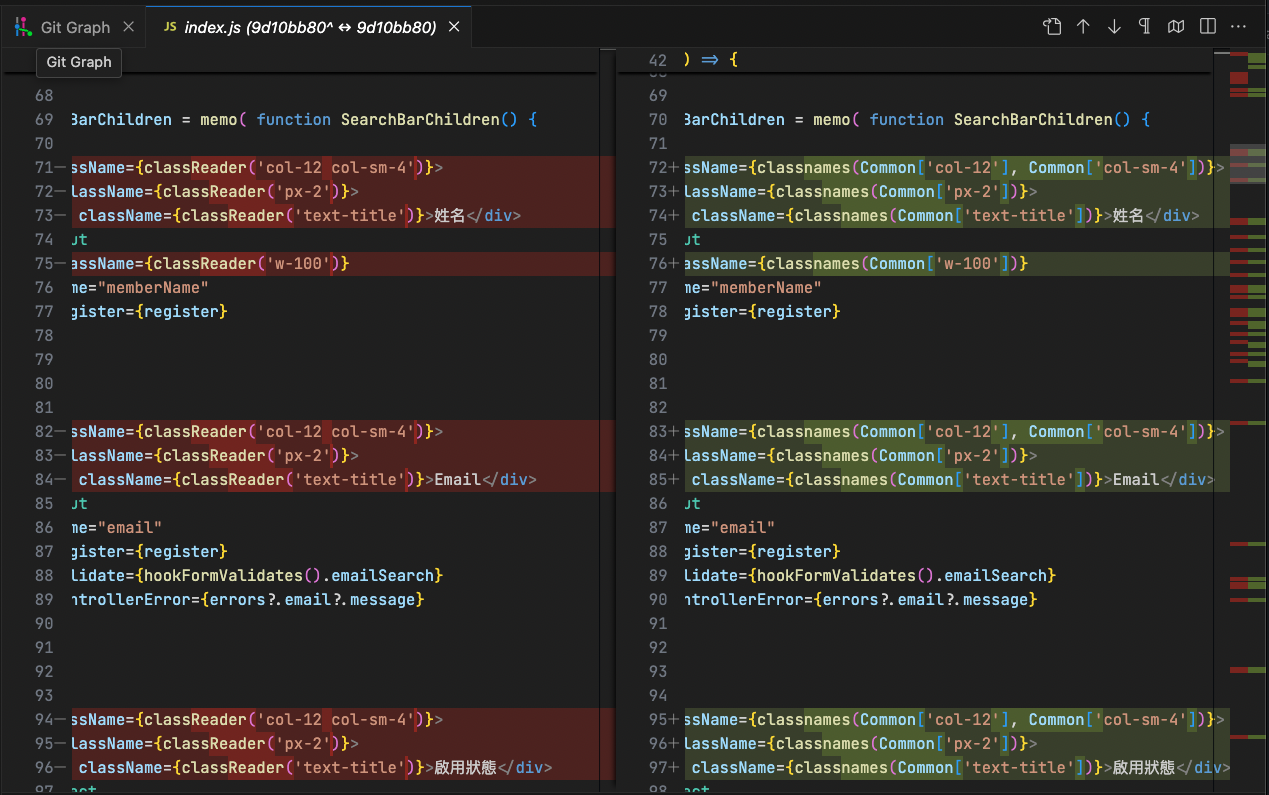 Git Graph
JS index.js (9d10bb80^ ↔ 9d10bb80)
Git Graph
68
69 BarChildren = memo( function SearchBarChildren() {
70
71— ssName={classReader('col-12 col-sm-4')}>
72— lassName={classReader('px-2')}>
73— className={classReader('text-title')}>姓名</div>
74 ut
75— assName={classReader('w-100')}
76 me="memberName"
77 gister={register}
78
79
80
81
82— ssName={classReader('col-12 col-sm-4')}>
83— lassName={classReader('px-2')}>
84— className={classReader('text-title')}>Email</div>
85 ut
86 me="email"
87 gister={register}
88 lidate={hookFormValidates().emailSearch}
89 ntrollerError={errors?.email?.message}
90
91
92
93
94— ssName={classReader('col-12 col-sm-4')}>
95— lassName={classReader('px-2')}>
96— className={classReader('text-title')}>啟用狀態</div>
97
42 ) => {
69
70 BarChildren = memo( function SearchBarChildren() {
71
72+ ssName={classnames(Common['col-12'], Common['col-sm-4'])}>
73+ lassName={classnames(Common['px-2'])}>
74+ className={classnames(Common['text-title'])}>姓名</div>
75 ut
76+ assName={classnames(Common['w-100'])}
77 me="memberName"
78 gister={register}
79
80
81
82
83+ ssName={classnames(Common['col-12'], Common['col-sm-4'])}>
84+ lassName={classnames(Common['px-2'])}>
85+ className={classnames(Common['text-title'])}>Email</div>
86 ut
87 me="email"
88 gister={register}
89 lidate={hookFormValidates().emailSearch}
90 ntrollerError={errors?.email?.message}
91
92
93
94
95+ ssName={classnames(Common['col-12'], Common['col-sm-4'])}>
96+ lassName={classnames(Common['px-2'])}>
97+ className={classnames(Common['text-title'])}>啟用狀態</div>
98